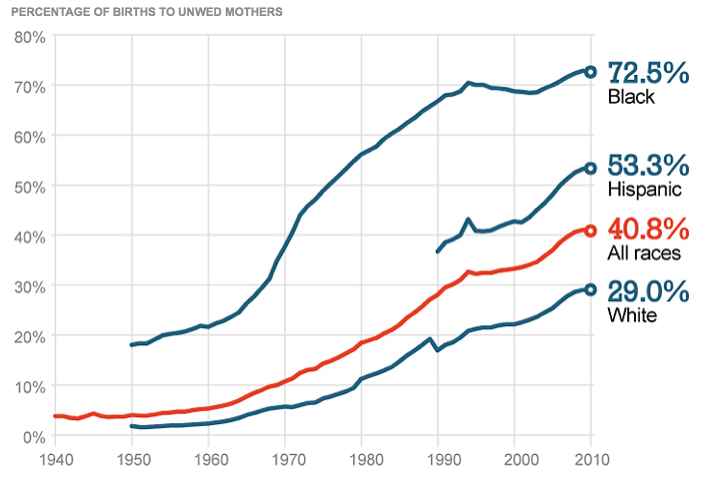 PERCENTAGE OF BIRTHS TO UNWED MOTHERS
80%
70%
60%
50%
40%
30%
20%
10%
0%
72.5%
Black
53.3%
Hispanic
40.8%
All races
29.0%
White
1940 1950 1960 1970 1980 1990 2000 2010